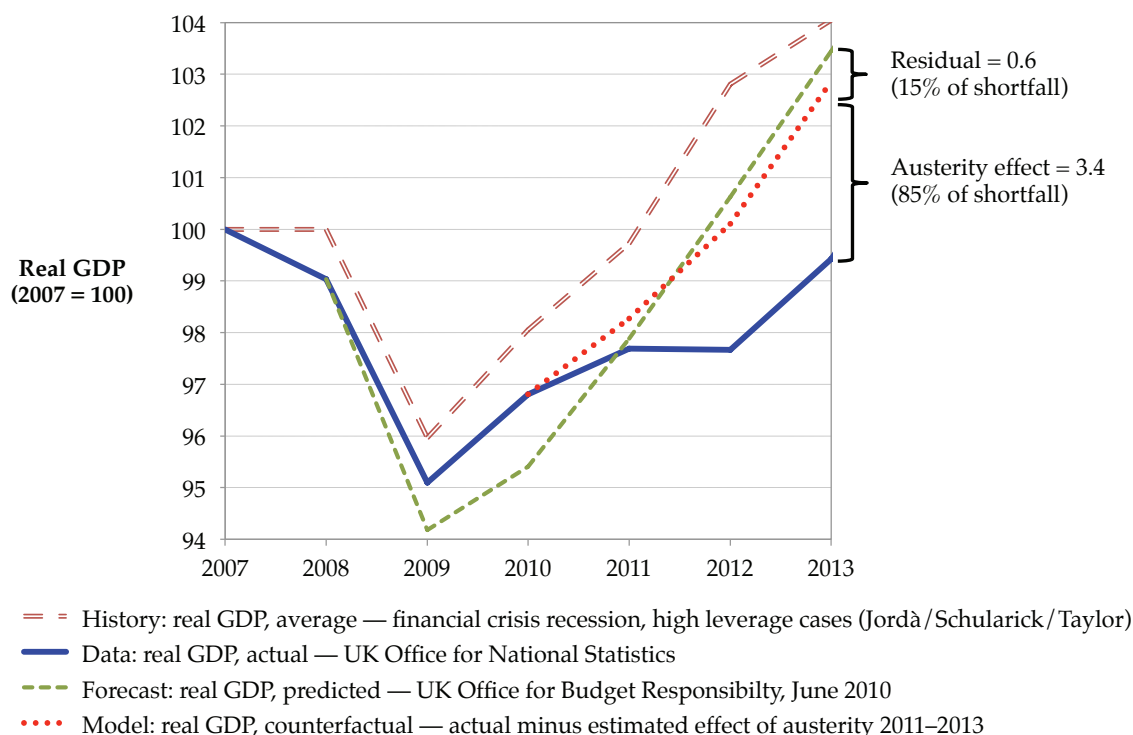 104
103
102
101
100
99
98
97
96
95
94
Real GDP
(2007 = 100)
2007 2008 2009 2010 2011 2012 2013
Residual = 0.6
(15% of shortfall)
Austerity effect = 3.4
(85% of shortfall)
History: real GDP, average — financial crisis recession, high leverage cases (Jordà/Schularick/Taylor)
Data: real GDP, actual — UK Office for National Statistics
Forecast: real GDP, predicted — UK Office for Budget Responsibilty, June 2010
Model: real GDP, counterfactual — actual minus estimated effect of austerity 2011–2013